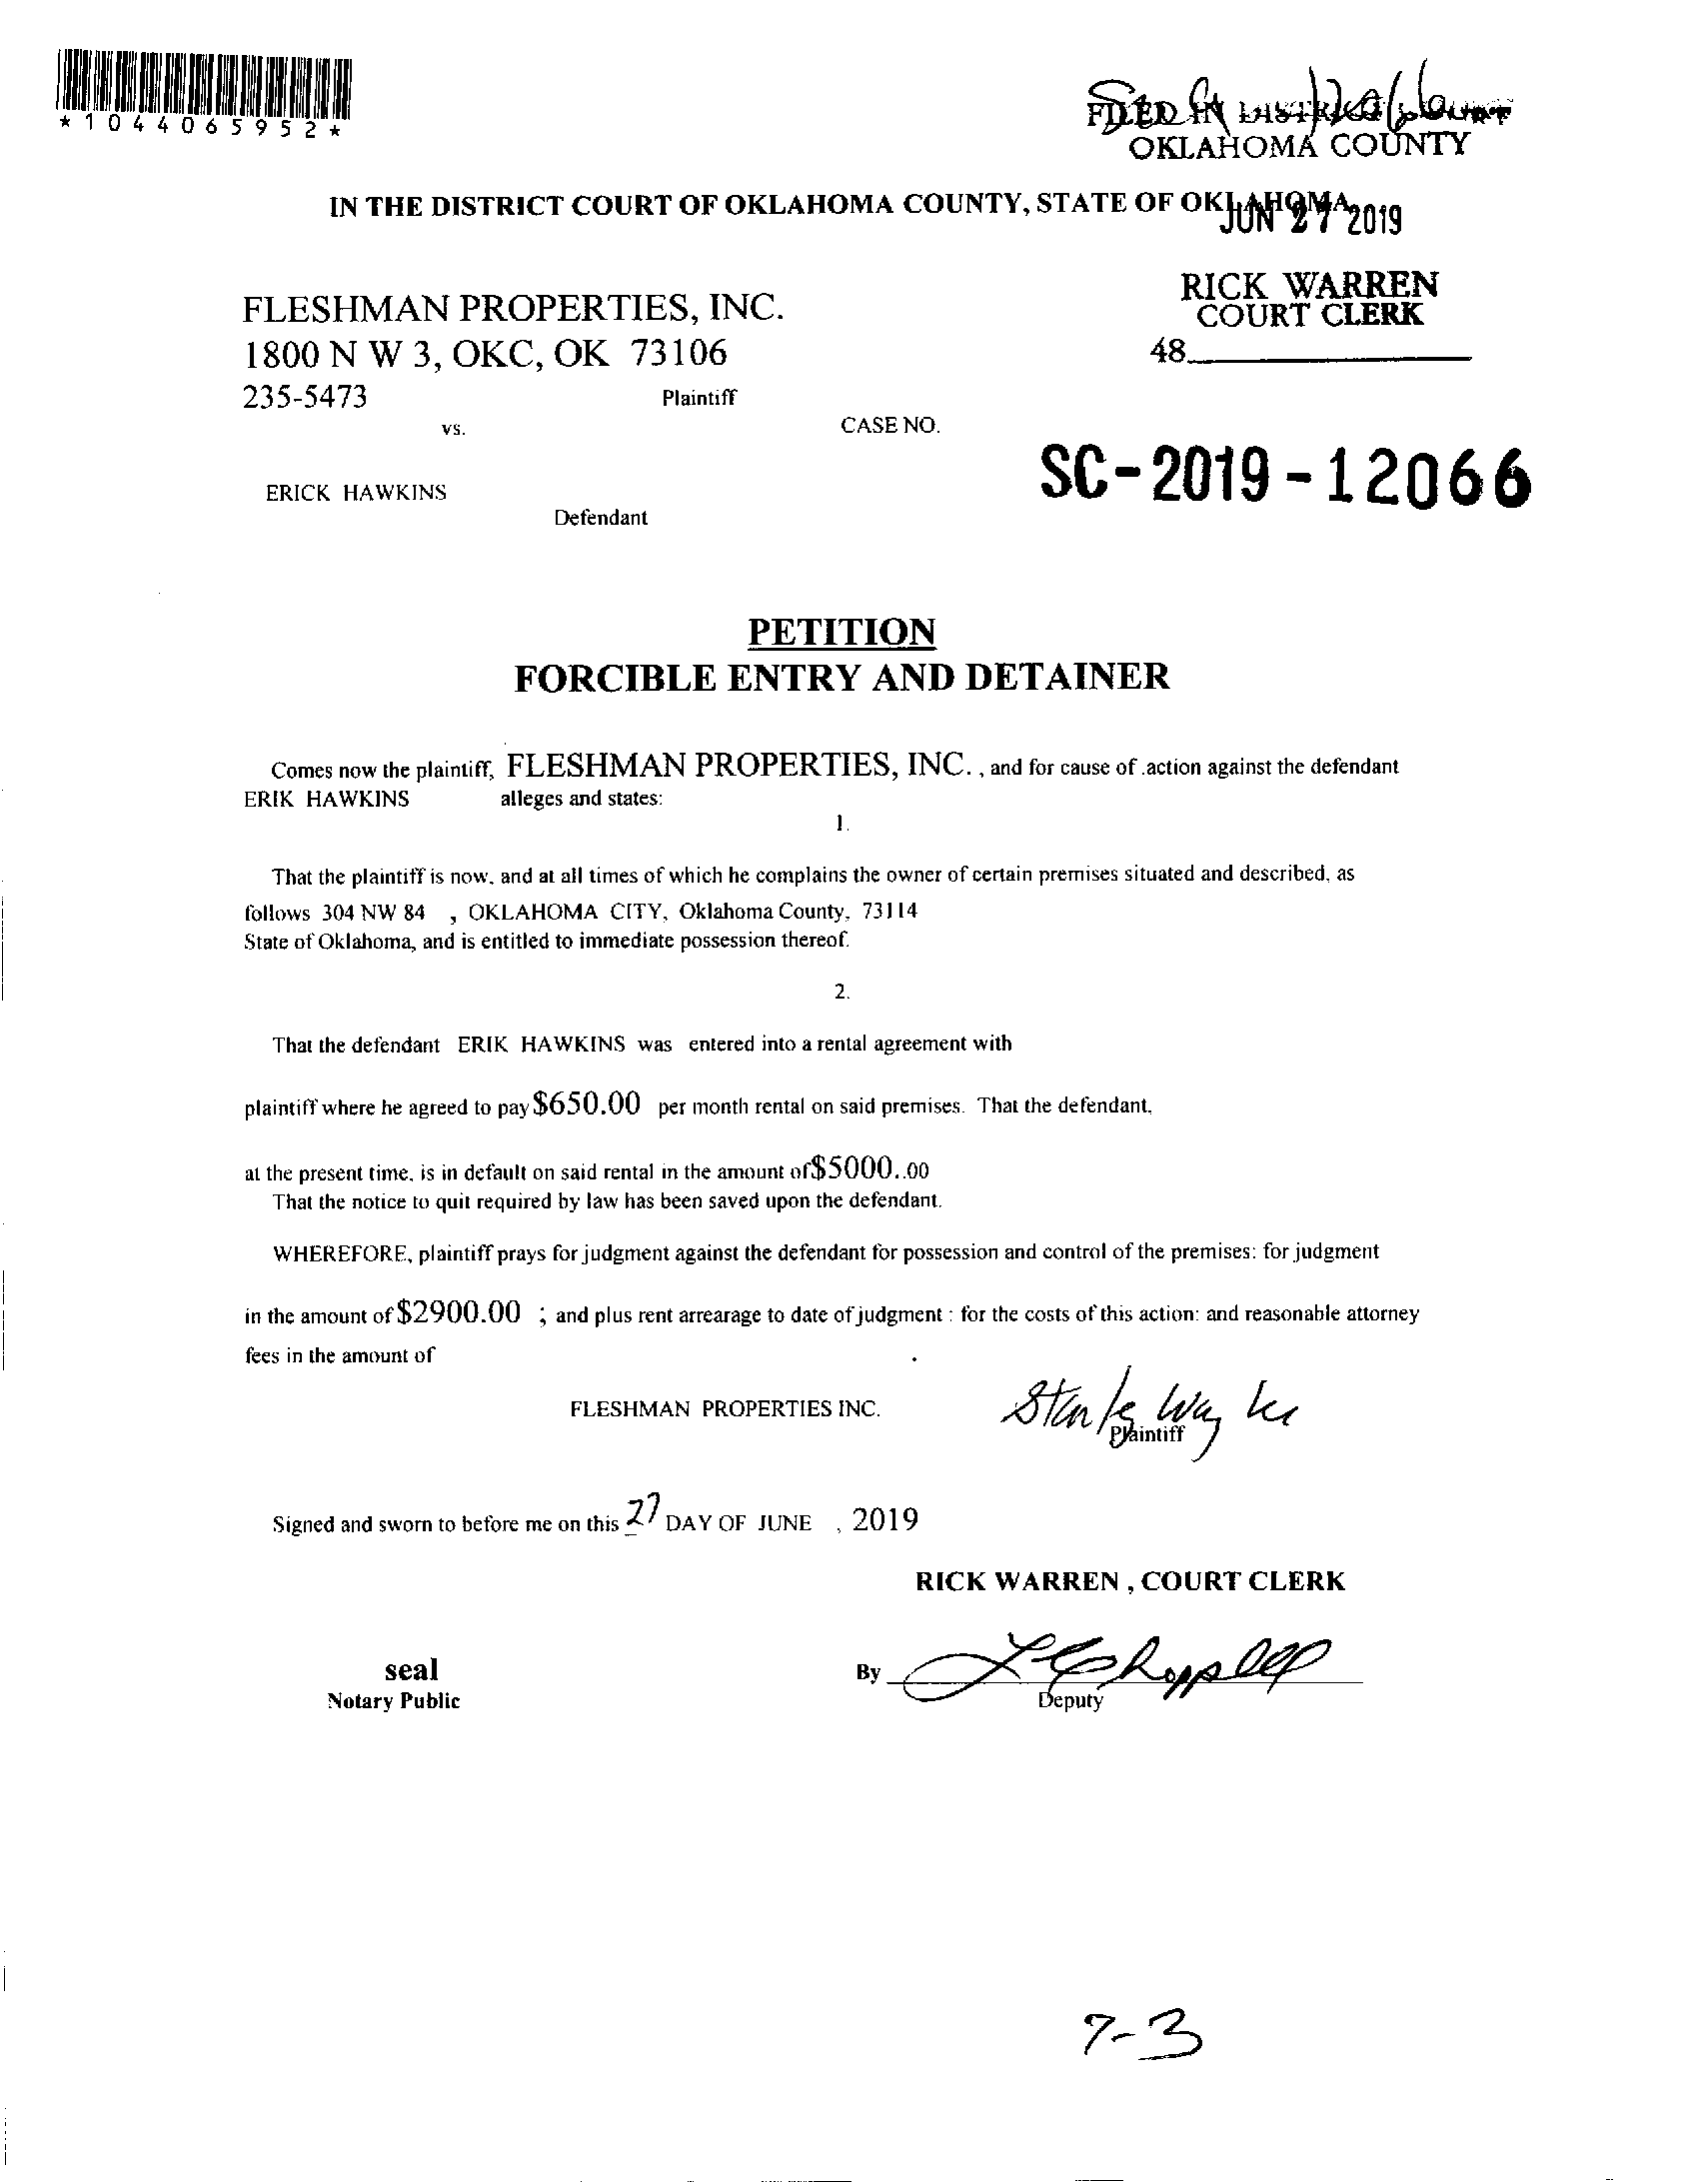 *1044065952*
FILED IN DISTRICT COURT
OKLAHOMA COUNTY
IN THE DISTRICT COURT OF OKLAHOMA COUNTY, STATE OF OKLAHOMA
JUN 27 2019
RICK WARREN
COURT CLERK
48
FLESHMAN PROPERTIES, INC.
1800 N W 3, OKC, OK 73106
235-5473 Plaintiff
vs. CASE NO.
SC-2019-12066
ERICK HAWKINS
Defendant
PETITION
FORCIBLE ENTRY AND DETAINER
Comes now the plaintiff, FLESHMAN PROPERTIES, INC. , and for cause of .action against the defendant
ERIK HAWKINS alleges and states:
1.
That the plaintiff is now, and at all times of which he complains the owner of certain premises situated and described, as
follows 304 NW 84 , OKLAHOMA CITY, Oklahoma County, 73114
State of Oklahoma, and is entitled to immediate possession thereof.
2.
That the defendant ERIK HAWKINS was entered into a rental agreement with
plaintiff where he agreed to pay $650.00 per month rental on said premises. That the defendant,
at the present time, is in default on said rental in the amount of $5000..00
That the notice to quit required by law has been saved upon the defendant.
WHEREFORE, plaintiff prays for judgment against the defendant for possession and control of the premises: for judgment
in the amount of $2900.00 ; and plus rent arrearage to date of judgment : for the costs of this action: and reasonable attorney
fees in the amount of .
FLESHMAN PROPERTIES INC.
Plaintiff
Signed and sworn to before me on this 27 DAY OF JUNE , 2019
RICK WARREN , COURT CLERK
seal By
Notary Public Deputy
7-3